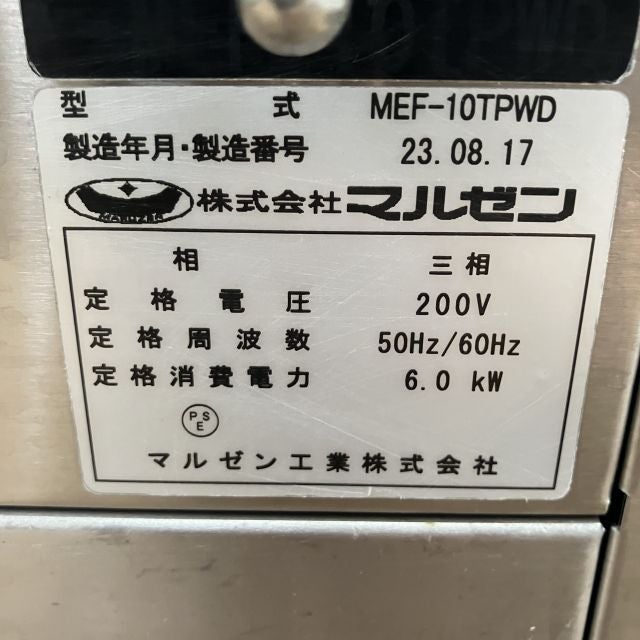 型 式 MEF-10TPWD
製造年月・製造番号 23.08.17
MARUZEN 株式会社マルゼン
相 三相
定格電圧 200V
定格周波数 50Hz/60Hz
定格消費電力 6.0 kW
PSE
マルゼン工業株式会社